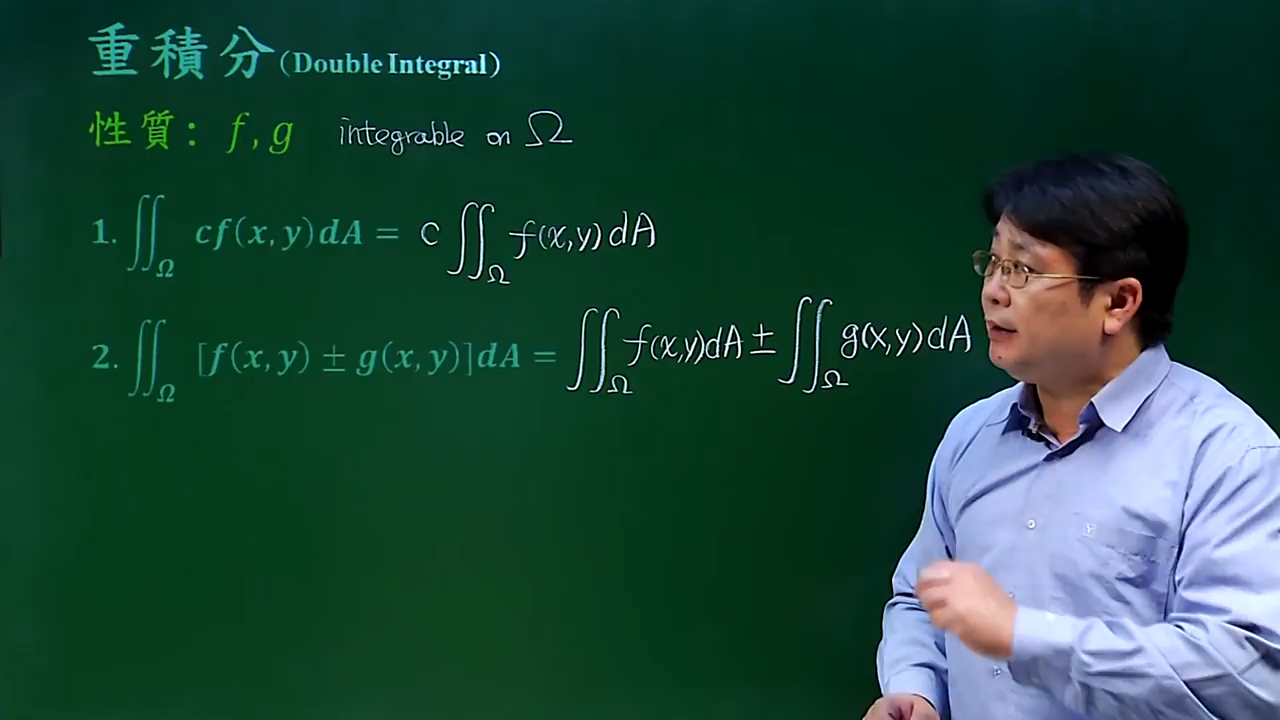 重積分(Double Integral)
性質: f, g integrable on Ω
1. ∬_Ω cf(x, y)dA = c ∬_Ω f(x,y) dA
2. ∬_Ω [f(x, y) ± g(x, y)]dA = ∬_Ω f(x,y)dA ± ∬_Ω g(x,y)dA